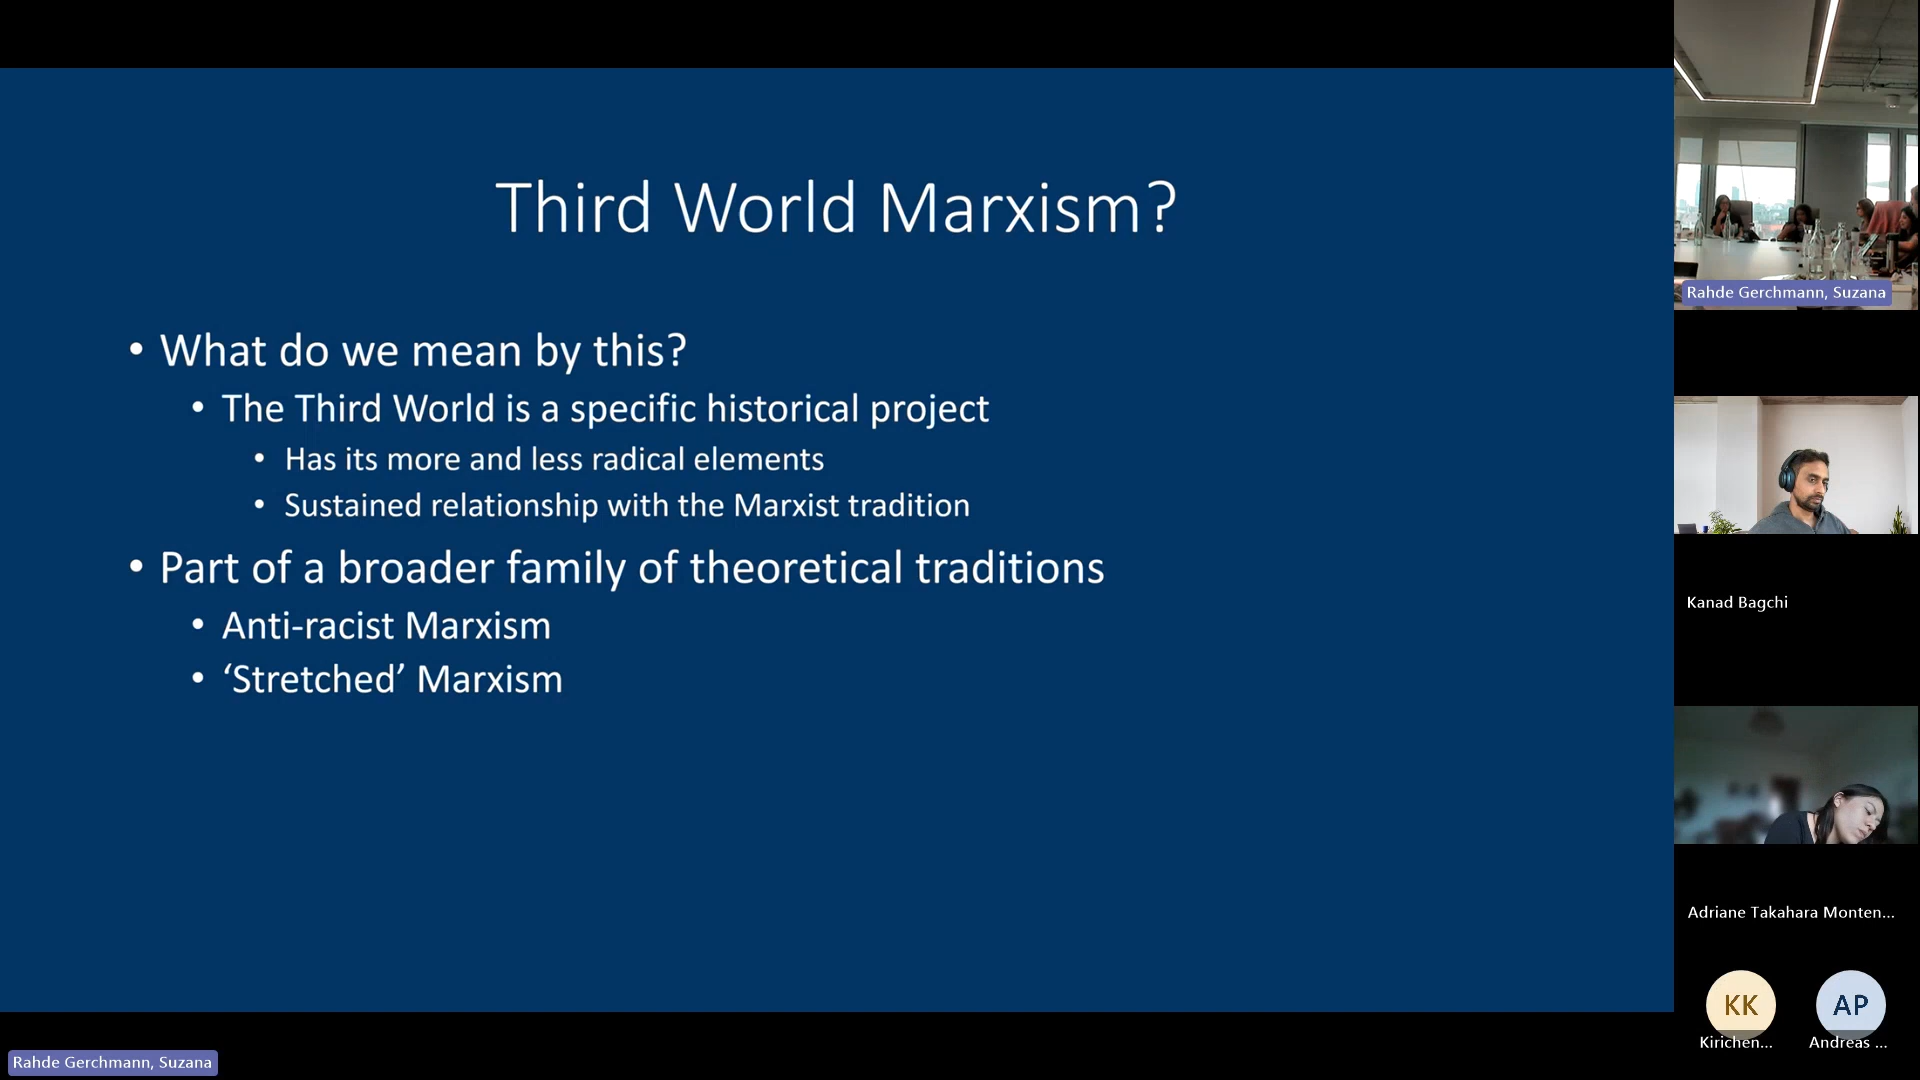 Third World Marxism?
• What do we mean by this?
• The Third World is a specific historical project
• Has its more and less radical elements
• Sustained relationship with the Marxist tradition
• Part of a broader family of theoretical traditions
• Anti-racist Marxism
• ‘Stretched’ Marxism
Rahde Gerchmann, Suzana
Rahde Gerchmann, Suzana
Kanad Bagchi
Adriane Takahara Monten...
KK
AP
Kirichen...
Andreas ...